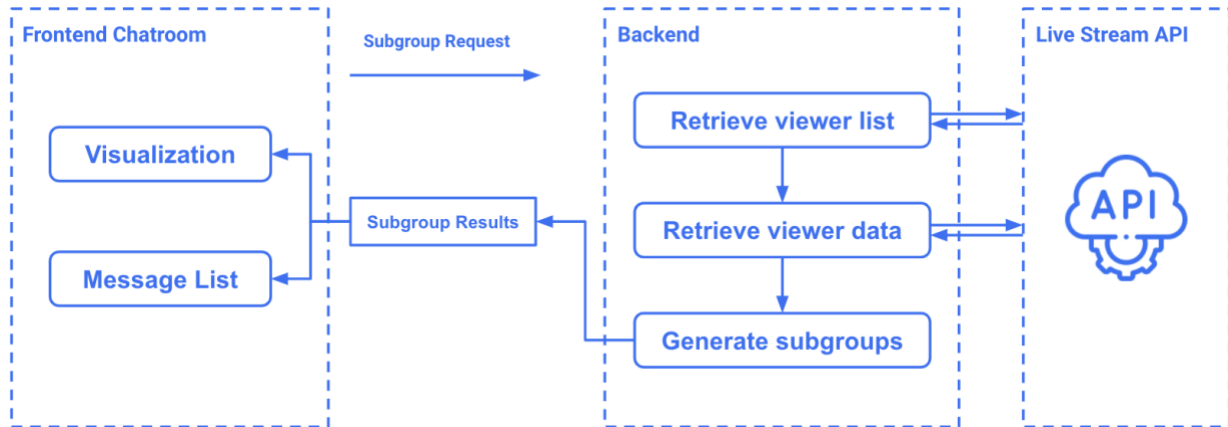 Frontend Chatroom
Subgroup Request
Backend
Live Stream API
Visualization
Message List
Subgroup Results
Retrieve viewer list
Retrieve viewer data
Generate subgroups
API